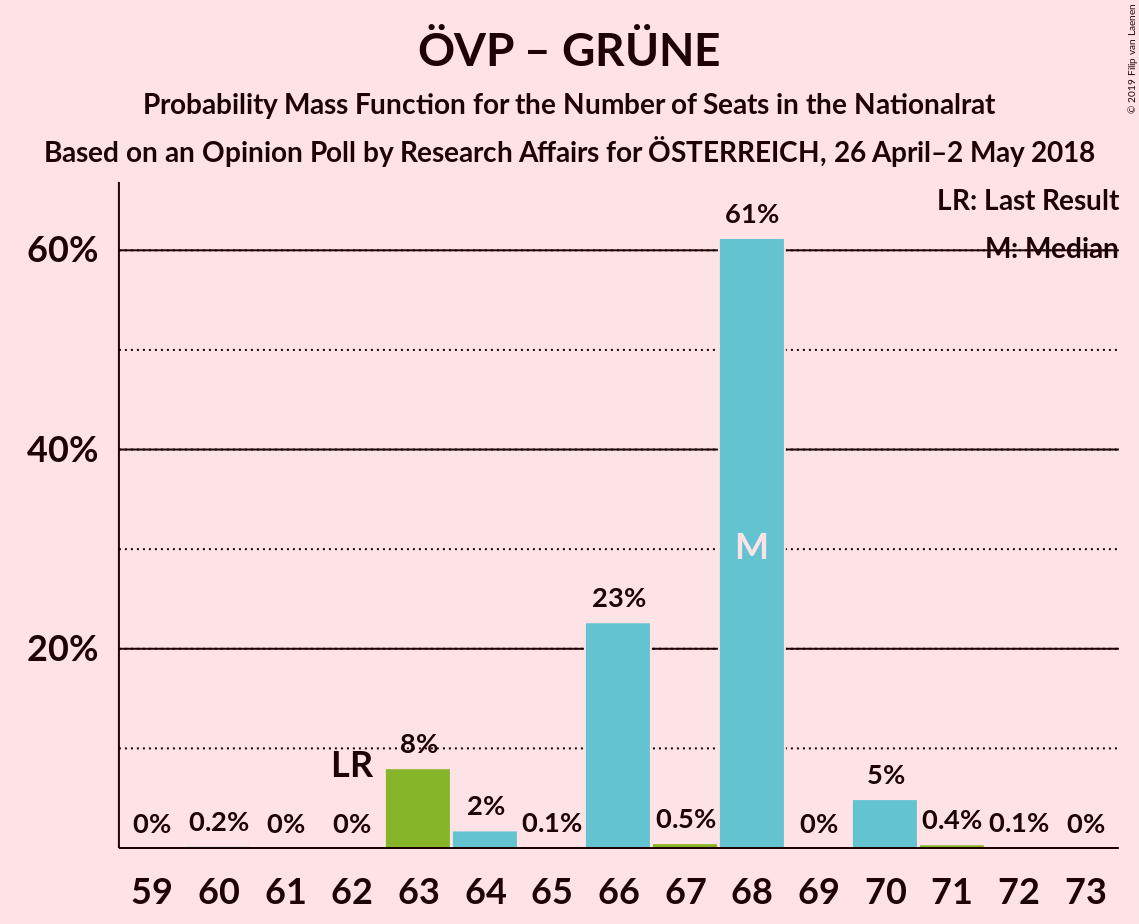 ÖVP – GRÜNE
Probability Mass Function for the Number of Seats in the Nationalrat
Based on an Opinion Poll by Research Affairs for ÖSTERREICH, 26 April–2 May 2018
© 2019 Filip van Laenen
LR: Last Result
M: Median
61%
60%
40%
M
23%
20%
LR
8%
5%
2%
0% 0.2% 0% 0% 0.1% 0.5% 0% 0.4% 0.1% 0%
59 60 61 62 63 64 65 66 67 68 69 70 71 72 73